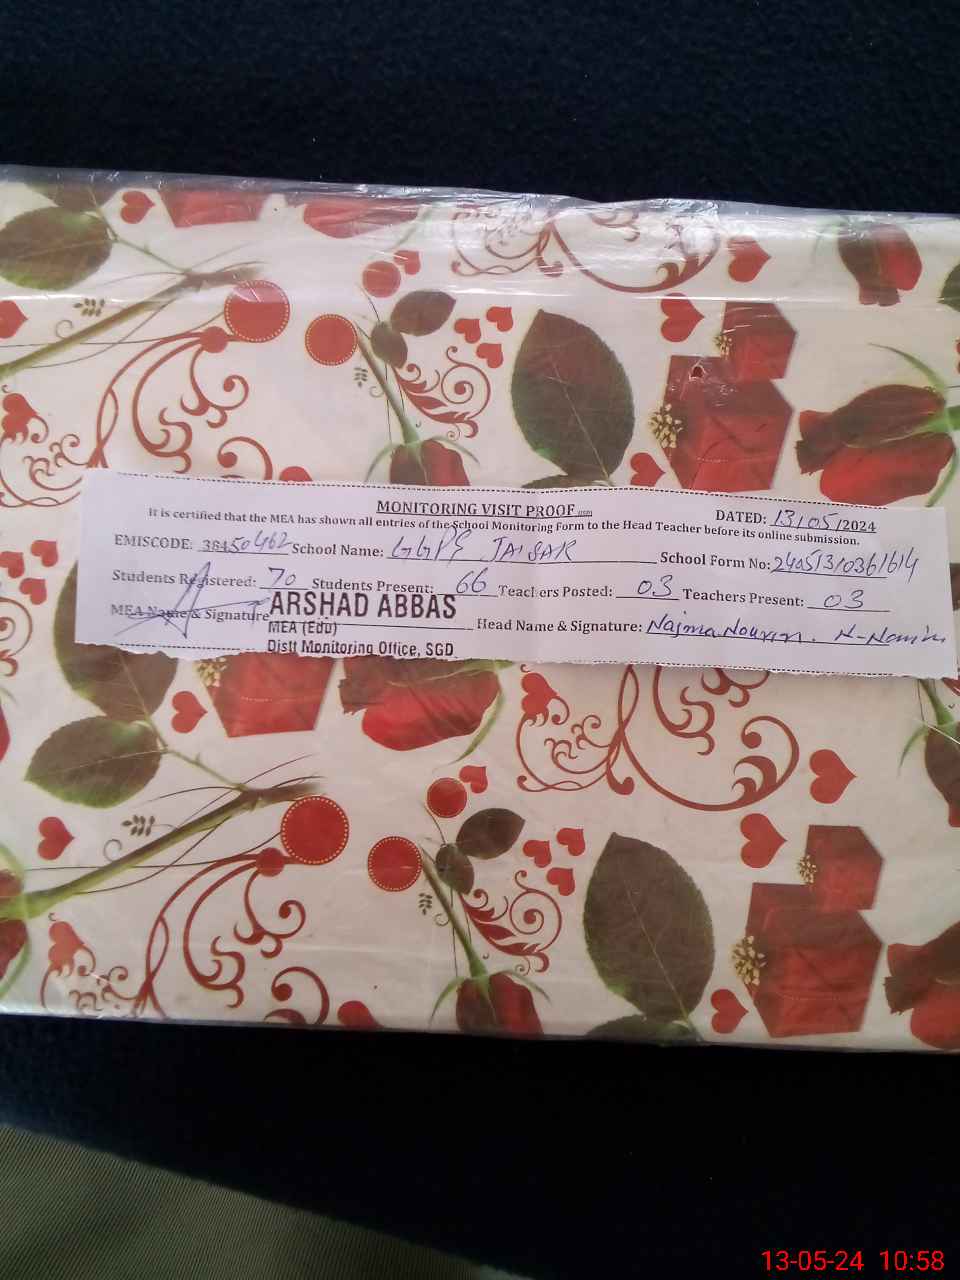 MONITORING VISIT PROOF
DATED: 13/05/2024
It is certified that the MEA has shown all entries of the School Monitoring Form to the Head Teacher before its online submission.
EMISCODE: 38450462 School Name: GGPS JAISAR School Form No: 24051310361614
Students Registered: 70 Students Present: 66 Teachers Posted: 03 Teachers Present: 03
MEA Name & Signature ARSHAD ABBAS Head Name & Signature: Najma
MEA (Edu)
Distt Monitoring Office, SGD
13-05-24 10:58